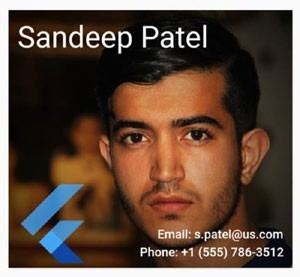 Sandeep Patel
Email: s.patel@us.com
Phone: +1 (555) 786-3512